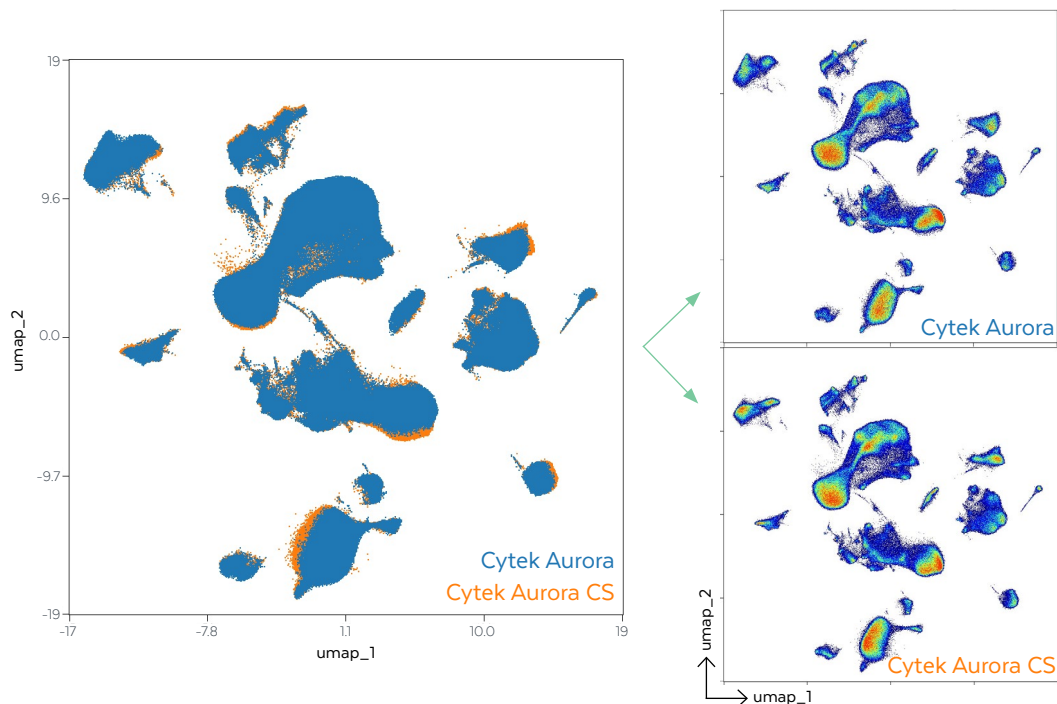 19
9.6
0.0
-9.7
-19
umap_2
-17
-7.8
1.1
10.0
19
umap_1
Cytek Aurora
Cytek Aurora CS
Cytek Aurora
Cytek Aurora CS
umap_2
umap_1